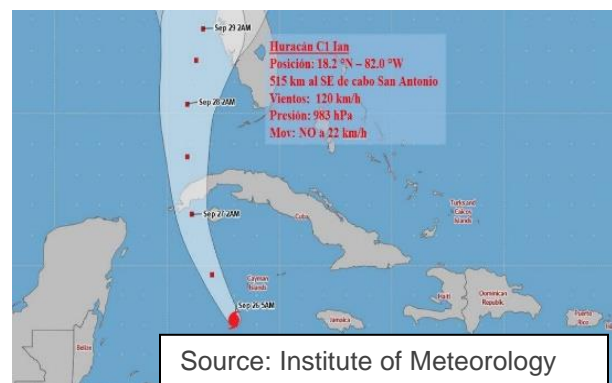 Sep 29 2AM
Huracán C1 Ian
Posición: 18.2 °N – 82.0 °W
515 km al SE de cabo San Antonio
Vientos: 120 km/h
Presión: 983 hPa
Mov: NO a 22 km/h
Sep 28 2AM
Sep 27 2AM
Cuba
Turks and
Caicos
Islands
Cayman
Islands
Sep 26 5AM
Jamaica
Haiti
Dominican
Republic
Puerto
Rico
Belize
Source: Institute of Meteorology